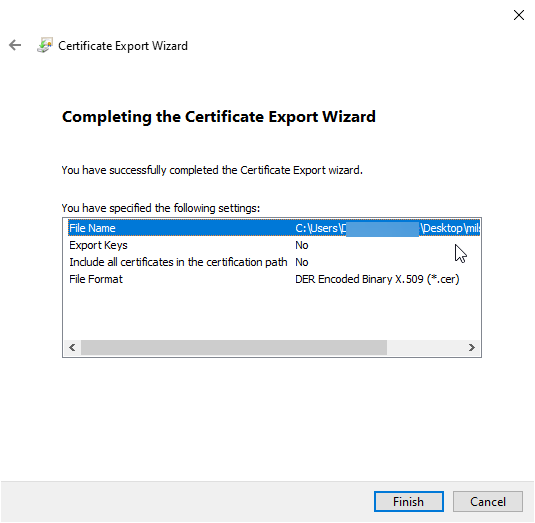 Certificate Export Wizard
Completing the Certificate Export Wizard
You have successfully completed the Certificate Export wizard.
You have specified the following settings:
File Name C:\Users\ \Desktop\mils
Export Keys No
Include all certificates in the certification path No
File Format DER Encoded Binary X.509 (*.cer)
Finish Cancel